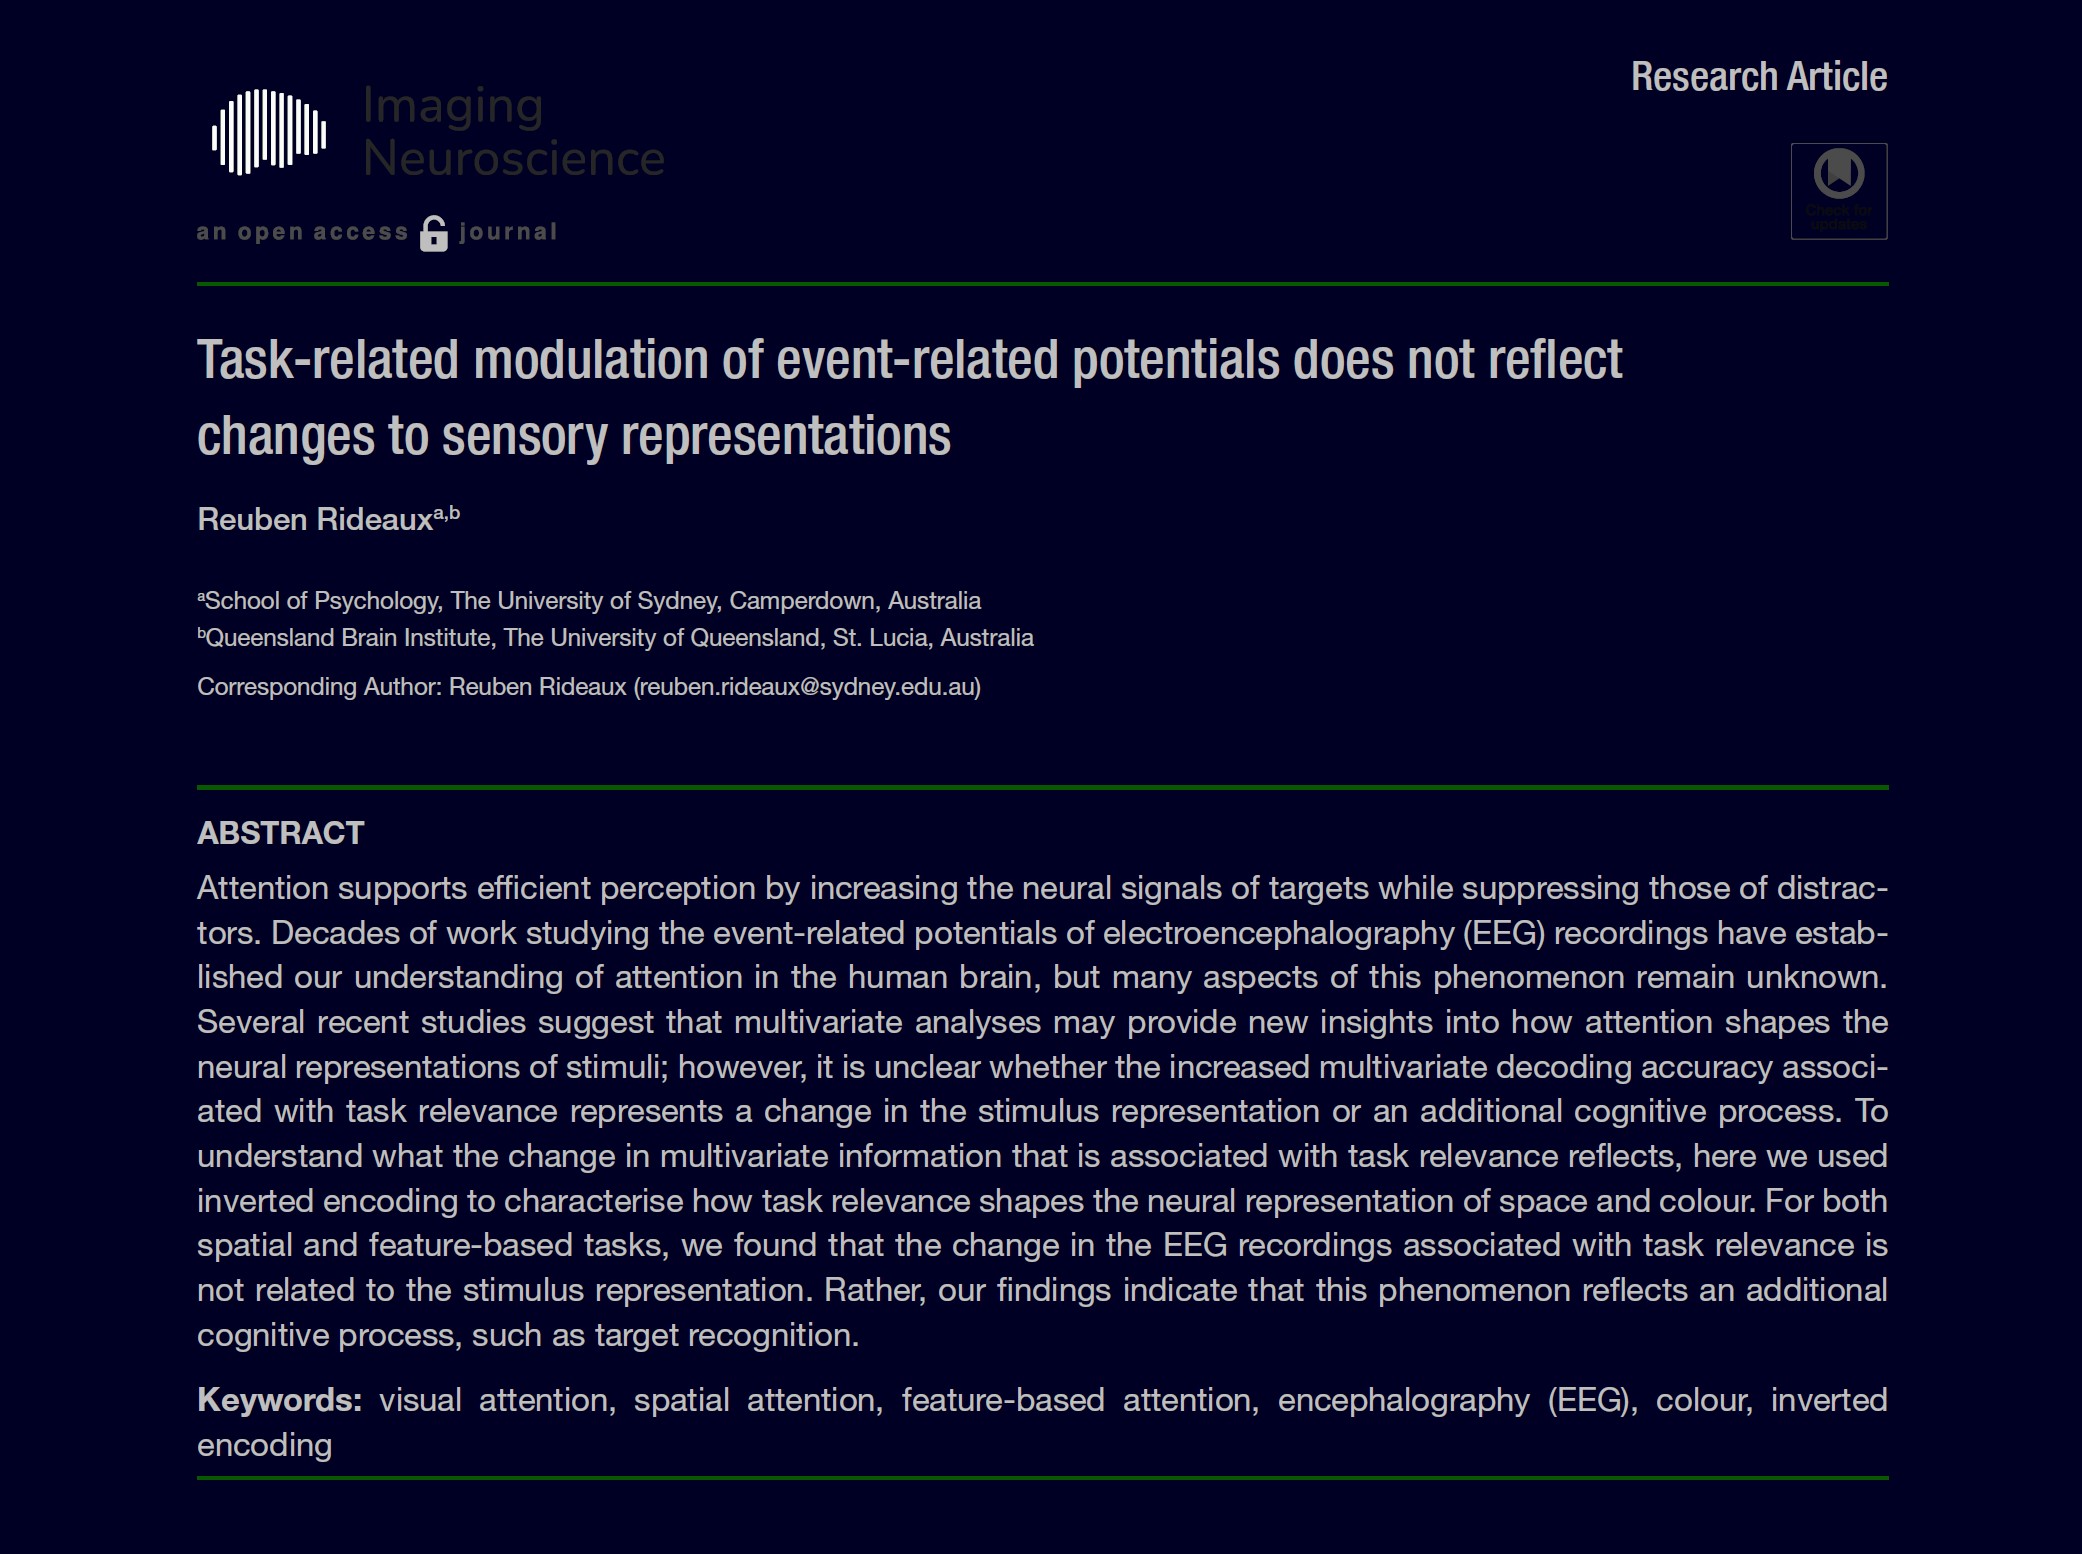 Research Article
Imaging
Neuroscience
Check for
updates
an open access journal
Task-related modulation of event-related potentials does not reflect
changes to sensory representations
Reuben Rideauxa,b
aSchool of Psychology, The University of Sydney, Camperdown, Australia
bQueensland Brain Institute, The University of Queensland, St. Lucia, Australia
Corresponding Author: Reuben Rideaux (reuben.rideaux@sydney.edu.au)
ABSTRACT
Attention supports efficient perception by increasing the neural signals of targets while suppressing those of distrac-
tors. Decades of work studying the event-related potentials of electroencephalography (EEG) recordings have estab-
lished our understanding of attention in the human brain, but many aspects of this phenomenon remain unknown.
Several recent studies suggest that multivariate analyses may provide new insights into how attention shapes the
neural representations of stimuli; however, it is unclear whether the increased multivariate decoding accuracy associ-
ated with task relevance represents a change in the stimulus representation or an additional cognitive process. To
understand what the change in multivariate information that is associated with task relevance reflects, here we used
inverted encoding to characterise how task relevance shapes the neural representation of space and colour. For both
spatial and feature-based tasks, we found that the change in the EEG recordings associated with task relevance is
not related to the stimulus representation. Rather, our findings indicate that this phenomenon reflects an additional
cognitive process, such as target recognition.
Keywords: visual attention, spatial attention, feature-based attention, encephalography (EEG), colour, inverted
encoding